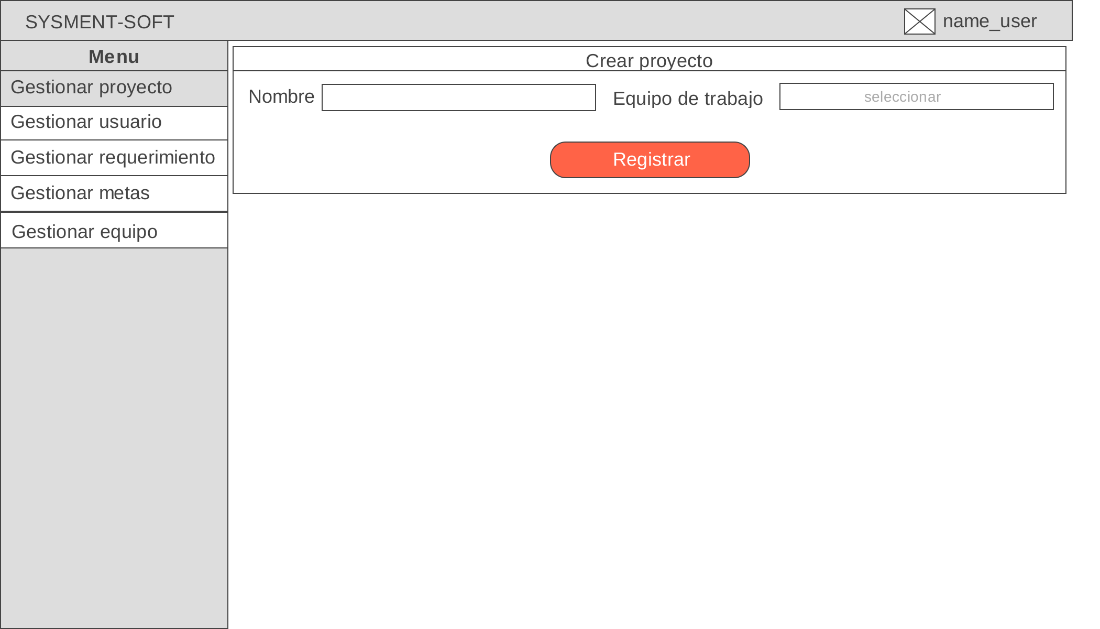 SYSMENT-SOFT
name_user
Menu
Gestionar proyecto
Gestionar usuario
Gestionar requerimiento
Gestionar metas
Gestionar equipo
Crear proyecto
Nombre
Equipo de trabajo
seleccionar
Registrar